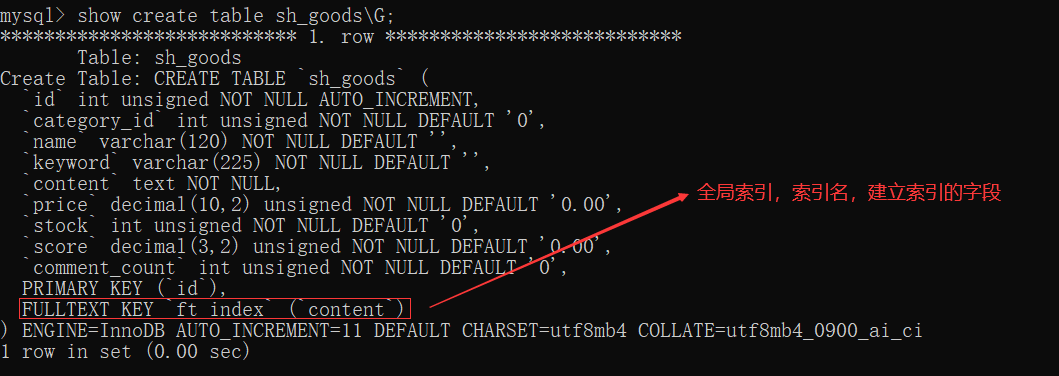 mysql> show create table sh_goods\G;
*************************** 1. row ***************************
Table: sh_goods
Create Table: CREATE TABLE `sh_goods` (
`id` int unsigned NOT NULL AUTO_INCREMENT,
`category_id` int unsigned NOT NULL DEFAULT '0',
`name` varchar(120) NOT NULL DEFAULT '',
`keyword` varchar(225) NOT NULL DEFAULT '',
`content` text NOT NULL,
`price` decimal(10,2) unsigned NOT NULL DEFAULT '0.00',
`stock` int unsigned NOT NULL DEFAULT '0',
`score` decimal(3,2) unsigned NOT NULL DEFAULT '0.00',
`comment_count` int unsigned NOT NULL DEFAULT '0',
PRIMARY KEY (`id`),
FULLTEXT KEY `ft_index` (`content`)
) ENGINE=InnoDB AUTO_INCREMENT=11 DEFAULT CHARSET=utf8mb4 COLLATE=utf8mb4_0900_ai_ci
1 row in set (0.00 sec)
全局索引，索引名，建立索引的字段